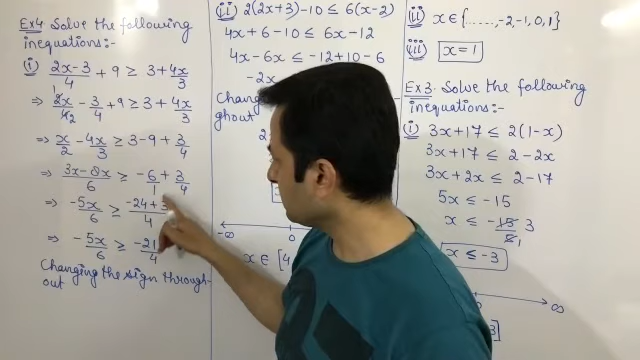 Ex4 Solve the following
inequations:-
(i) 2x-3/4 + 9 ≥ 3 + 4x/3
⇒ 2x/4 - 3/4 + 9 ≥ 3 + 4x/3
⇒ x/2 - 4x/3 ≥ 3 - 9 + 3/4
⇒ 3x - 8x/6 ≥ -6/1 + 3/4
⇒ -5x/6 ≥ -24 + 3/4
⇒ -5x/6 ≥ -21/4
Changing the sign through-
out
(ii) 2(2x+3) - 10 ≤ 6(x-2)
4x + 6 - 10 ≤ 6x - 12
4x - 6x ≤ -12 + 10 - 6
-2x
ghout
-∞ 0
x ∈ [4
(ii) x ∈ {......, -2, -1, 0, 1}
(iii) x = 1
Ex3. Solve the following
inequations:-
(i) 3x + 17 ≤ 2(1-x)
3x + 17 ≤ 2 - 2x
3x + 2x ≤ 2 - 17
5x ≤ -15
x ≤ -15/5 3 1
x ≤ -3
∞